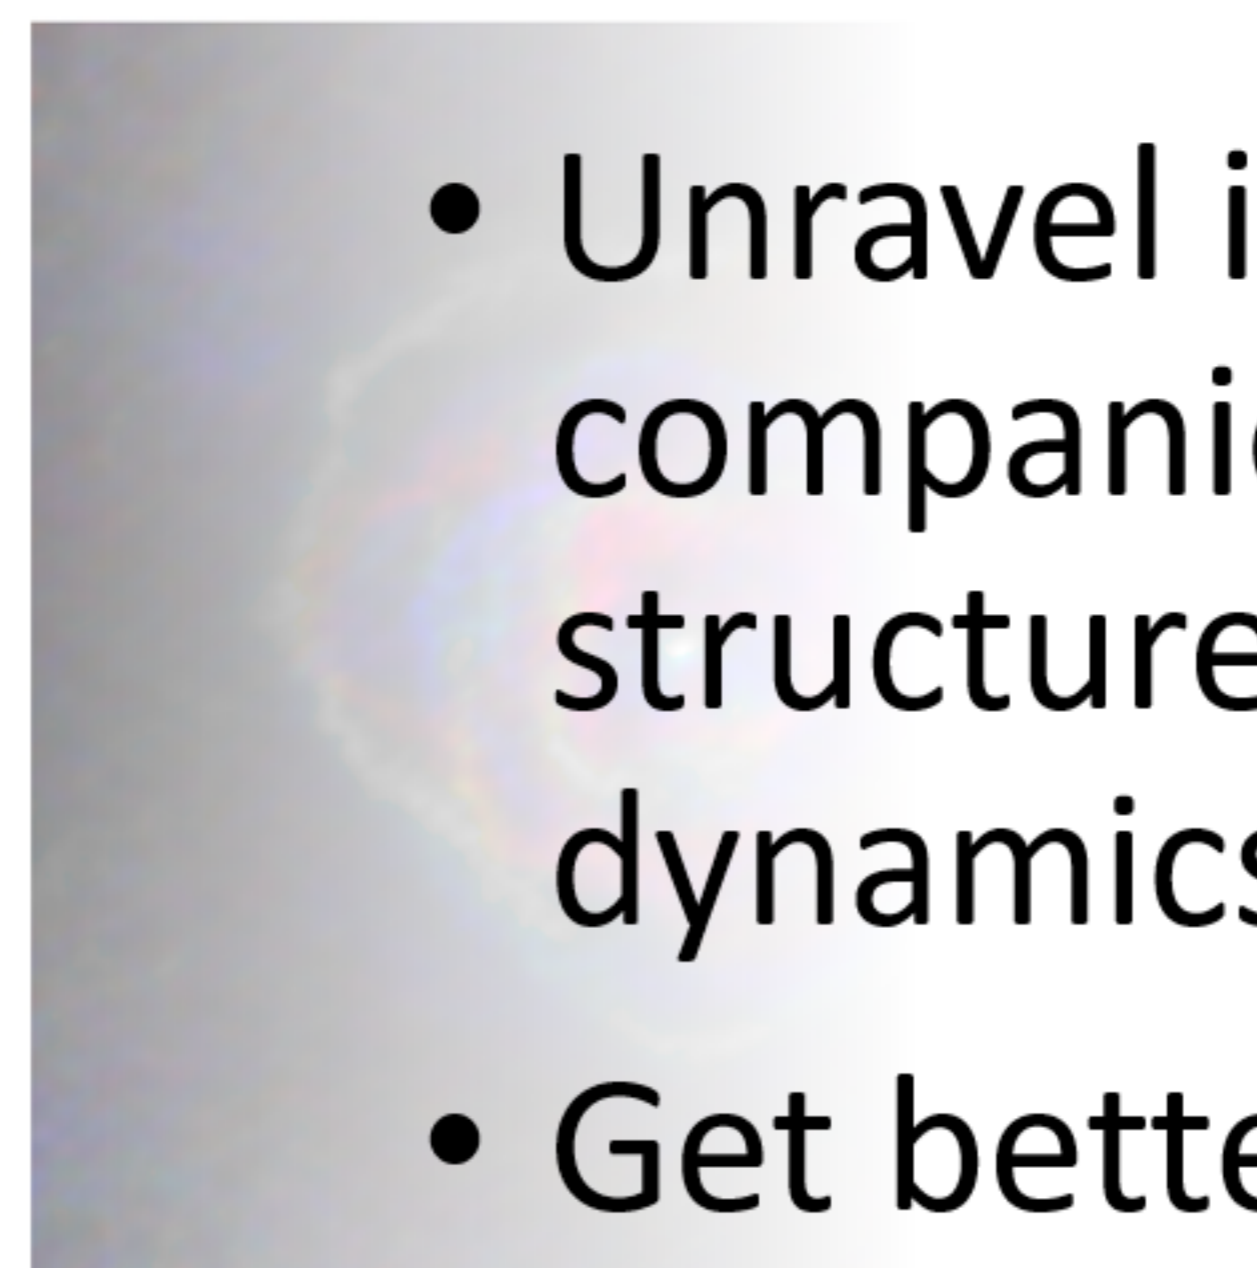 • Unravel i
compani
structure
dynamics
• Get bette